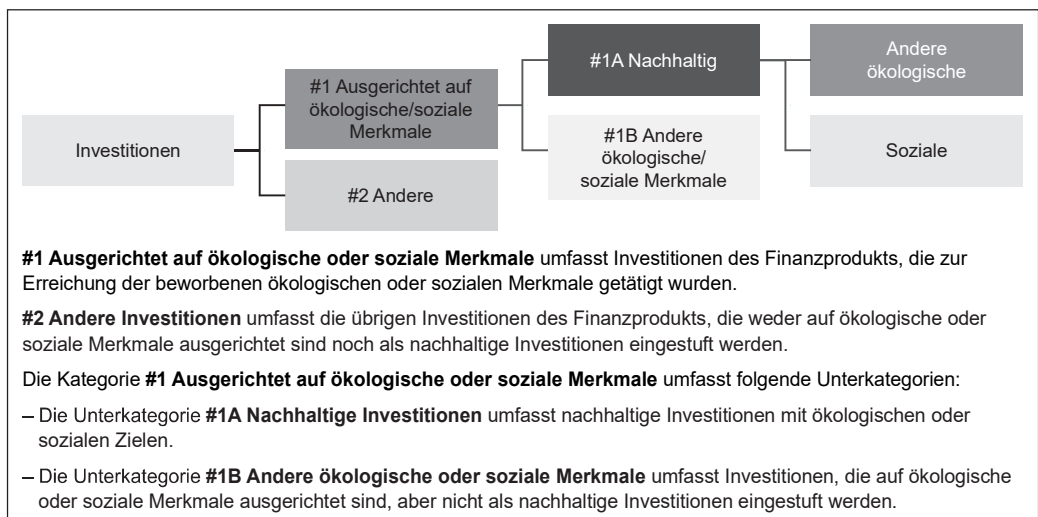 Investitionen
#1 Ausgerichtet auf
ökologische/soziale
Merkmale
#2 Andere
#1A Nachhaltig
#1B Andere
ökologische/
soziale Merkmale
Andere
ökologische
Soziale
#1 Ausgerichtet auf ökologische oder soziale Merkmale umfasst Investitionen des Finanzprodukts, die zur
Erreichung der beworbenen ökologischen oder sozialen Merkmale getätigt wurden.
#2 Andere Investitionen umfasst die übrigen Investitionen des Finanzprodukts, die weder auf ökologische oder
soziale Merkmale ausgerichtet sind noch als nachhaltige Investitionen eingestuft werden.
Die Kategorie #1 Ausgerichtet auf ökologische oder soziale Merkmale umfasst folgende Unterkategorien:
– Die Unterkategorie #1A Nachhaltige Investitionen umfasst nachhaltige Investitionen mit ökologischen oder
sozialen Zielen.
– Die Unterkategorie #1B Andere ökologische oder soziale Merkmale umfasst Investitionen, die auf ökologische
oder soziale Merkmale ausgerichtet sind, aber nicht als nachhaltige Investitionen eingestuft werden.